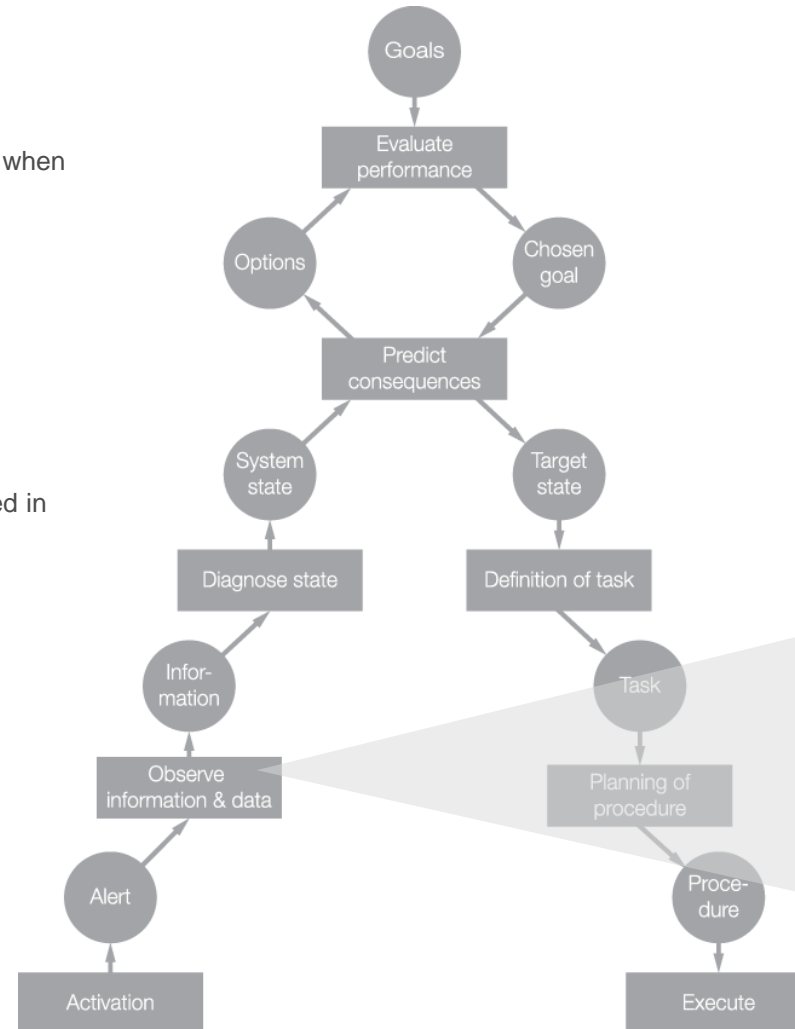 Goals
when
Evaluate
performance
Options
Chosen
goal
Predict
consequences
System
state
Target
state
ed in
Diagnose state
Definition of task
Infor-
mation
Task
Observe
information & data
Planning of
procedure
Alert
Proce-
dure
Activation
Execute